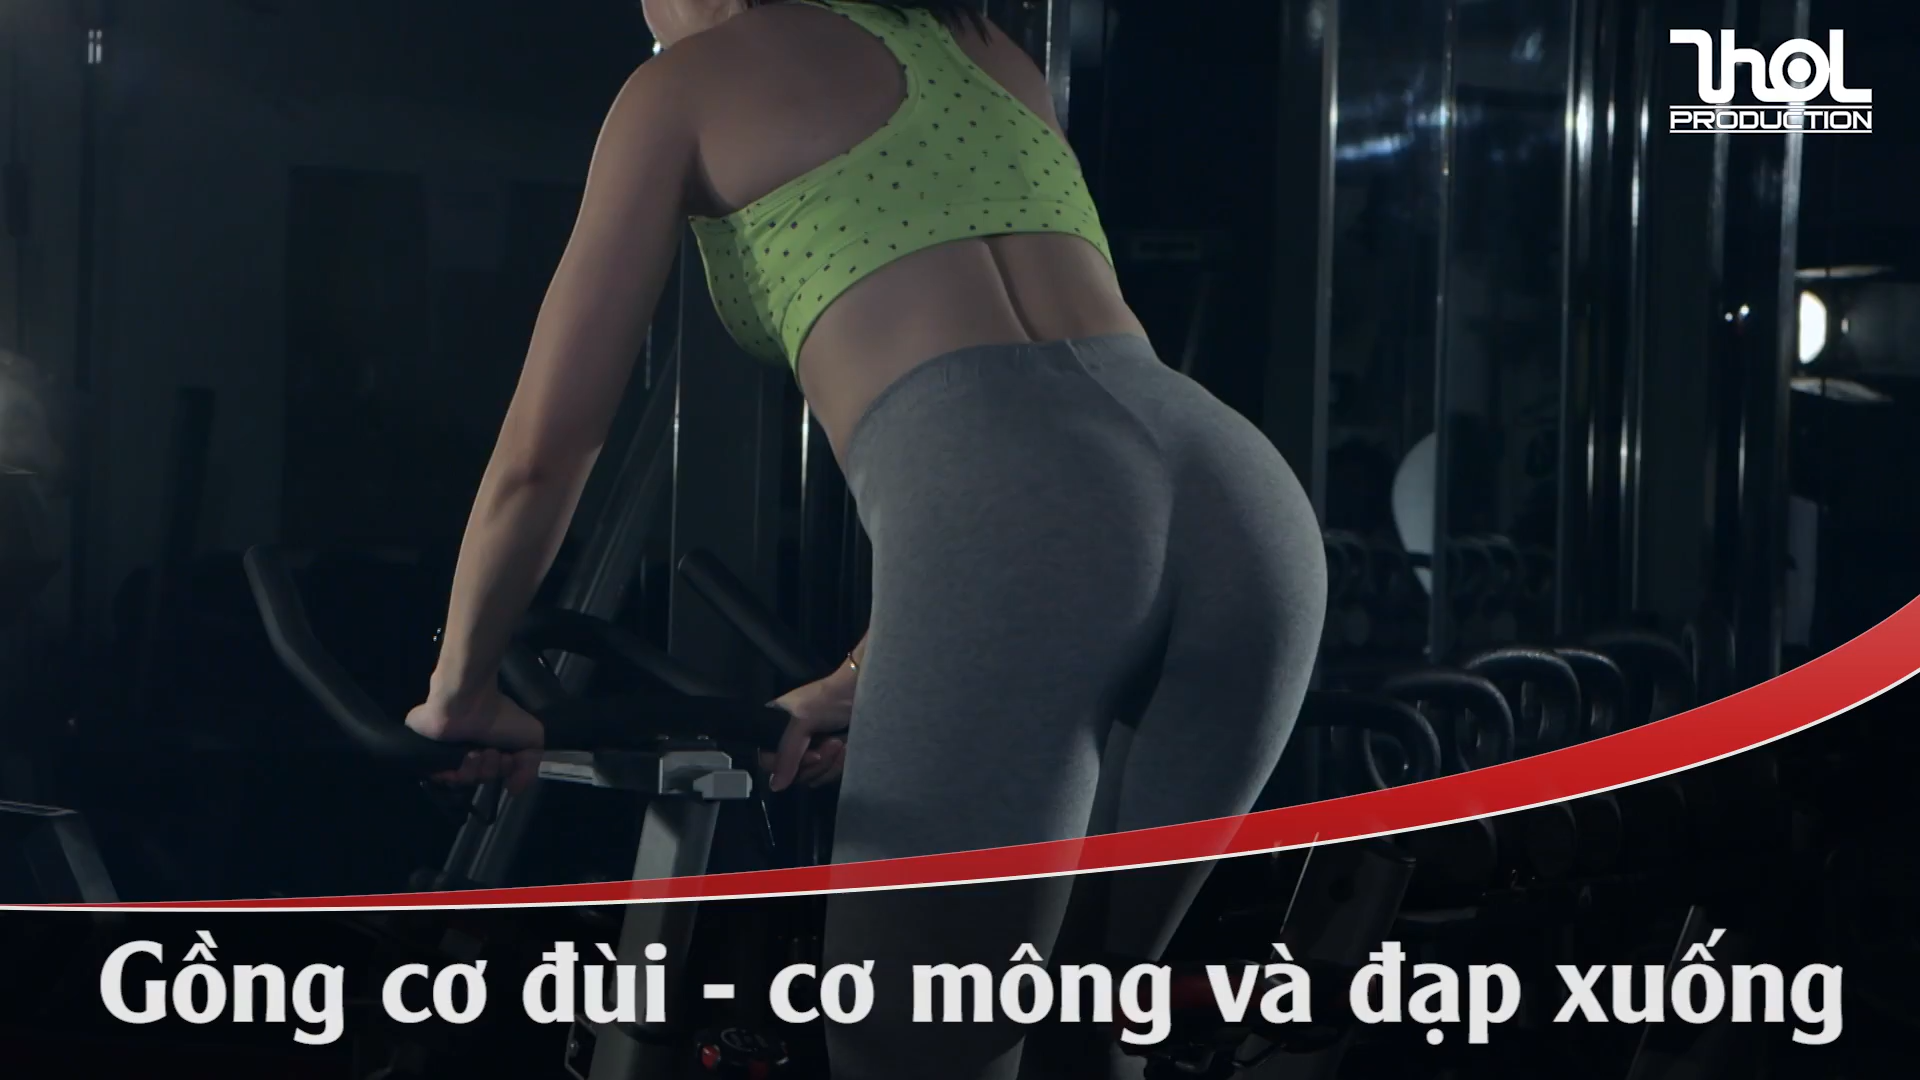 Thol
PRODUCTION
Gồng cơ đùi - cơ mông và đạp xuống